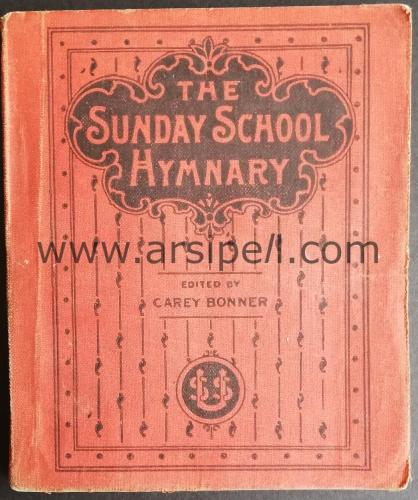 THE
SUNDAY SCHOOL
HYMNARY
www.arsipell.com
EDITED BY
CAREY BONNER